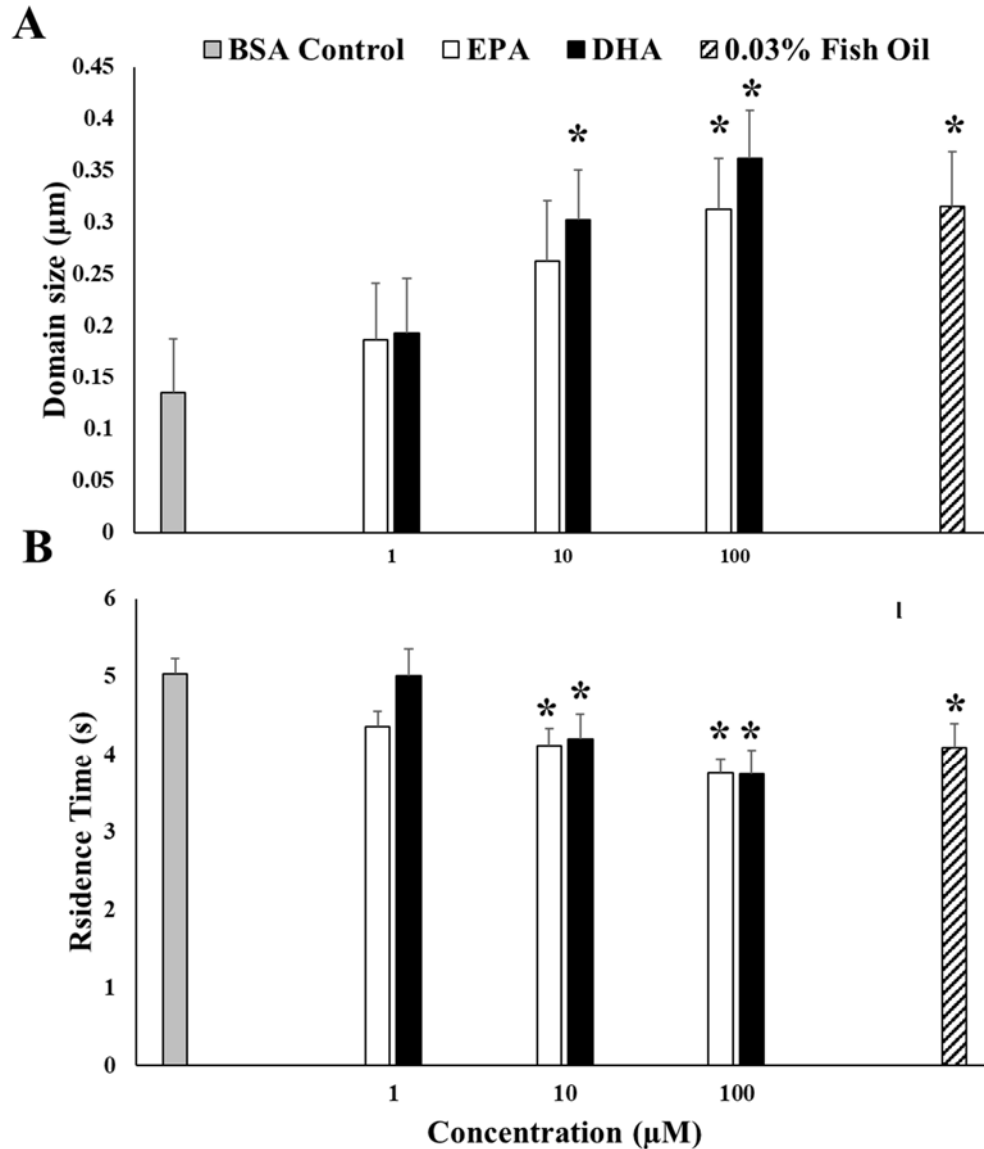 A
BSA Control EPA DHA 0.03% Fish Oil
Domain size (μm)
0.45
0.4
0.35
0.3
0.25
0.2
0.15
0.1
0.05
0
* * * *
1 10 100
B
Rsidence Time (s)
6
5
4
3
2
1
0
l
* * * * *
1 10 100
Concentration (μM)